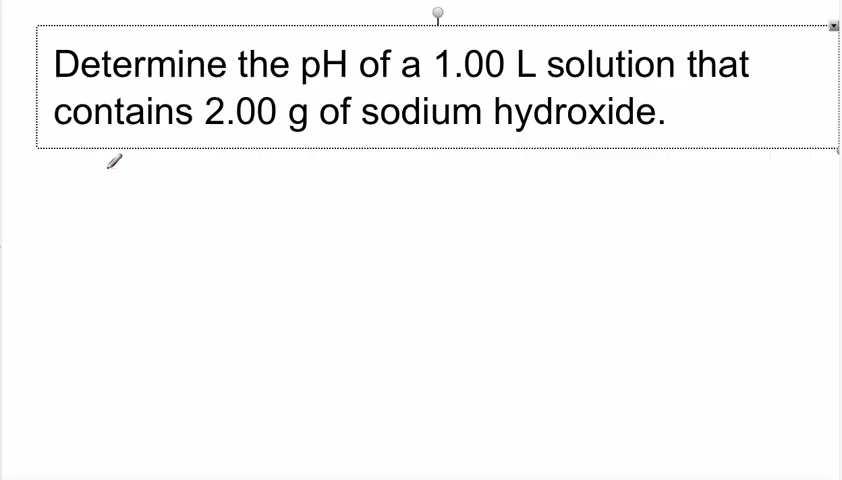 Determine the pH of a 1.00 L solution that
contains 2.00 g of sodium hydroxide.